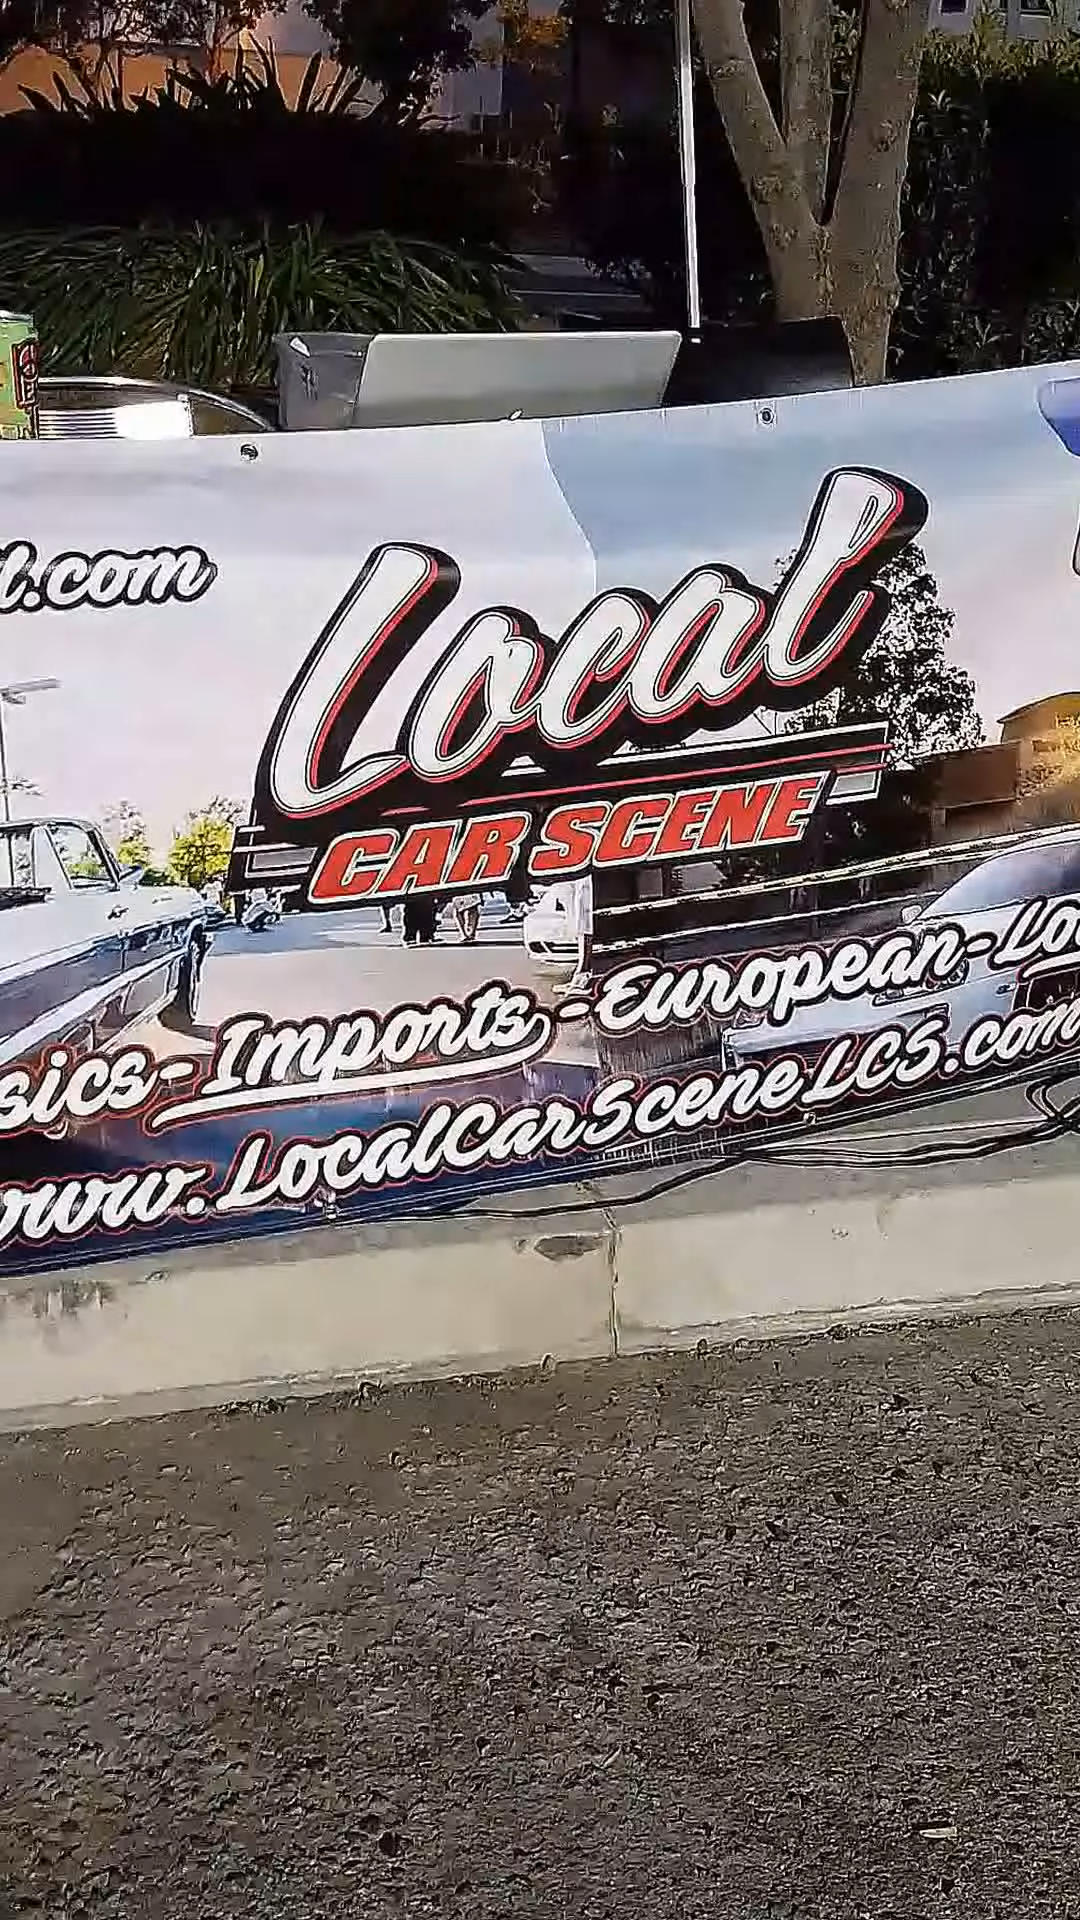 .com
Local
CAR SCENE
sics - Imports - European - Lo
www.LocalCarSceneLCS.com